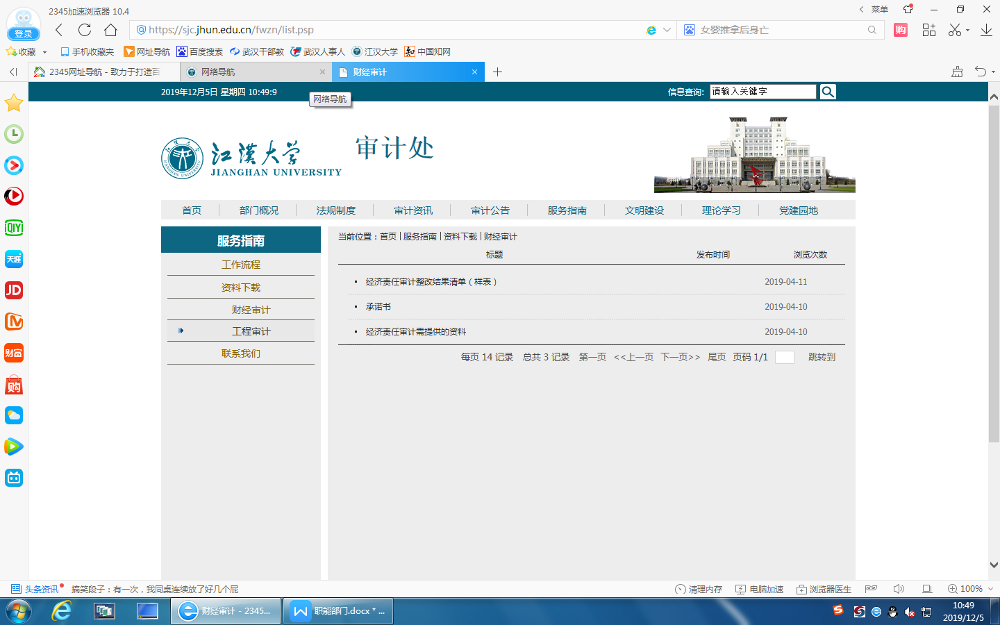 2345加速浏览器 10.4
菜单
登录
https://sjc.jhun.edu.cn/fwzn/list.psp
女婴推拿后身亡
购
收藏
手机收藏夹
网址导航
百度搜索
武汉干部教
武汉人事人
江汉大学
中国知网
2345网址导航 - 致力于打造百
网络导航
财经审计
2019年12月5日 星期四 10:49:9
信息查询:
请输入关键字
网络导航
江漢大学
JIANGHAN UNIVERSITY
审计处
首页
部门概况
法规制度
审计资讯
审计公告
服务指南
文明建设
理论学习
党建园地
服务指南
工作流程
资料下载
财经审计
工程审计
联系我们
当前位置：首页 | 服务指南 | 资料下载 | 财经审计
标题
发布时间
浏览次数
经济责任审计整改结果清单（样表）
2019-04-11
承诺书
2019-04-10
经济责任审计需提供的资料
2019-04-10
每页 14 记录 总共 3 记录 第一页 <<上一页 下一页>> 尾页 页码 1/1 跳转到
iQIYI
天涯
JD
财富
购
头条资讯
搞笑段子：有一次，我同桌连续放了好几个屁
清理内存
电脑加速
浏览器医生
100%
财经审计 - 2345...
职能部门.docx * ...
10:49
2019/12/5